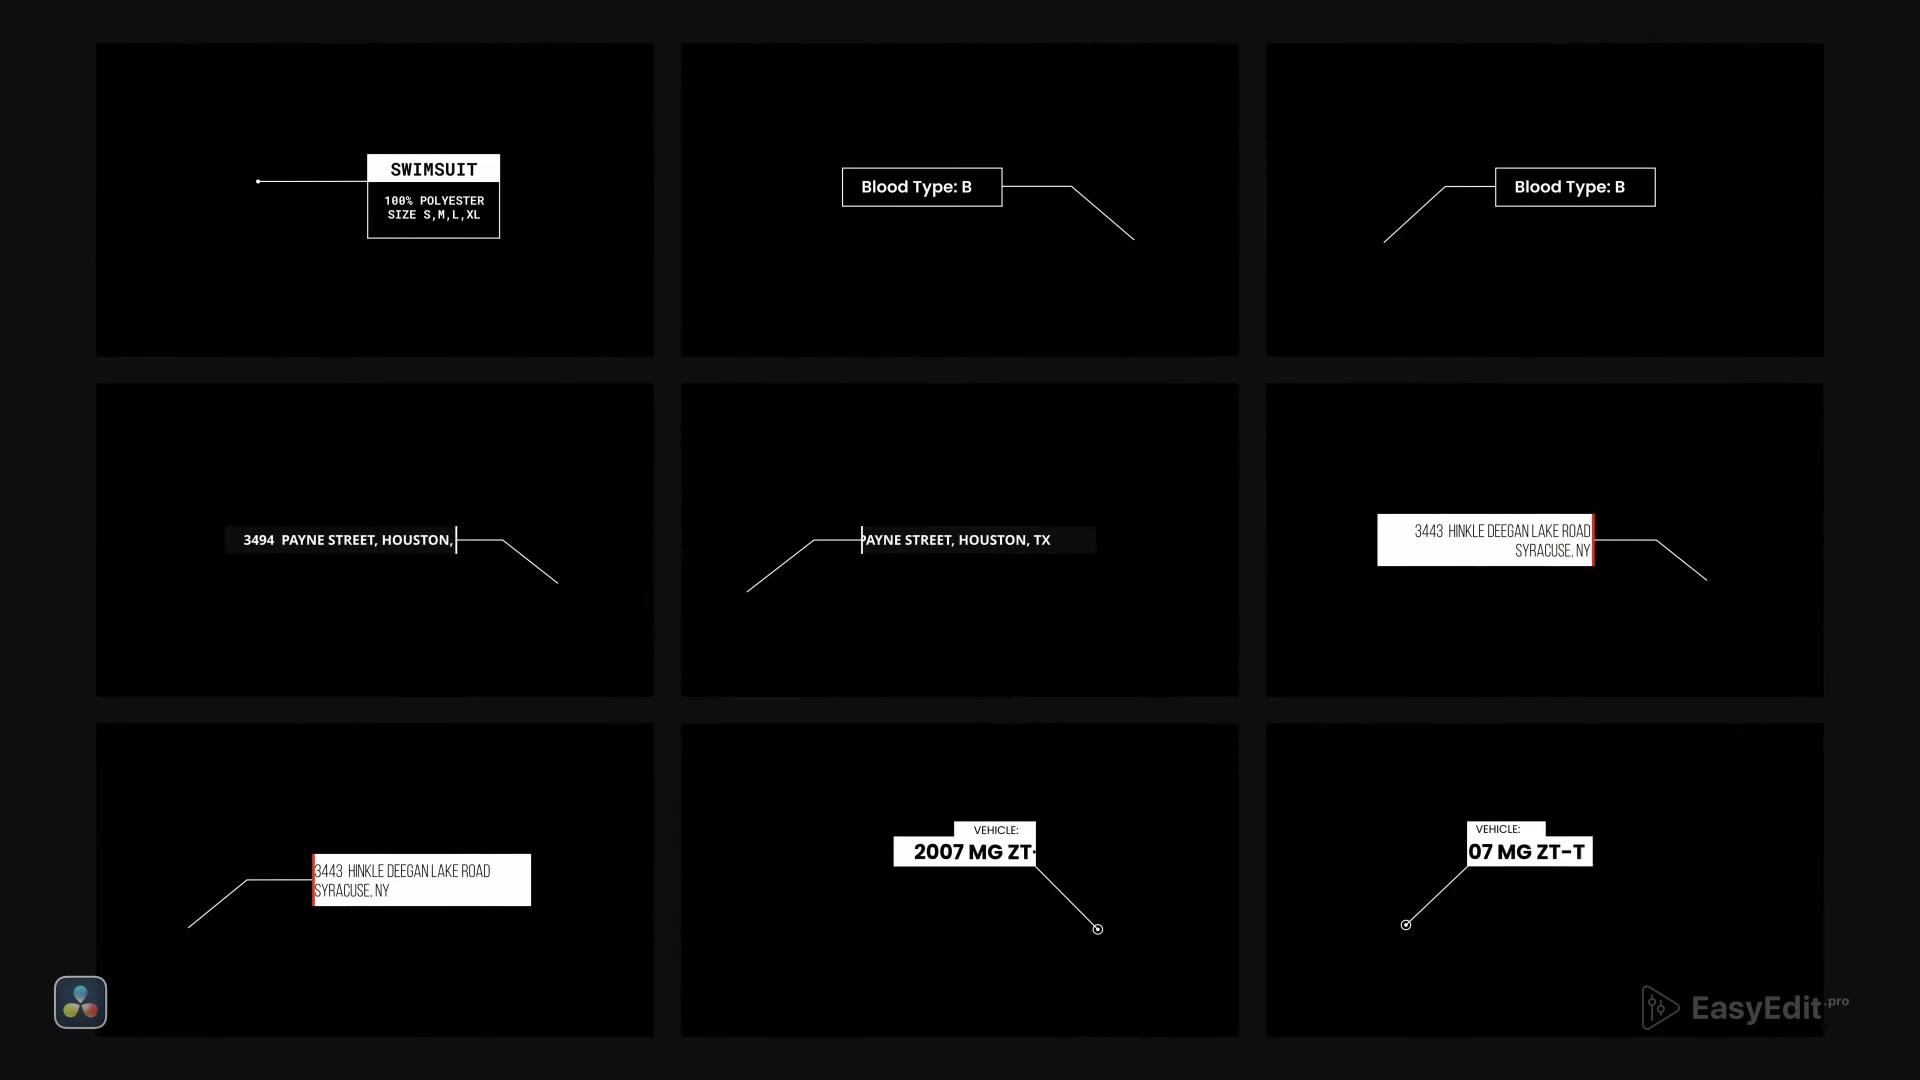 SWIMSUIT
100% POLYESTER
SIZE S,M,L,XL
Blood Type: B
Blood Type: B
3494 PAYNE STREET, HOUSTON,
PAYNE STREET, HOUSTON, TX
3443 HINKLE DEEGAN LAKE ROAD
SYRACUSE, NY
3443 HINKLE DEEGAN LAKE ROAD
SYRACUSE, NY
VEHICLE:
2007 MG ZT-
VEHICLE:
07 MG ZT-T
EasyEdit.pro